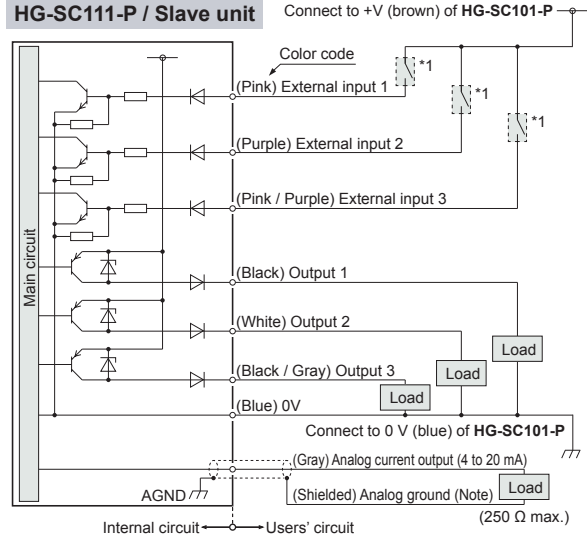 HG-SC111-P / Slave unit
Connect to +V (brown) of HG-SC101-P
Color code
*1
(Pink) External input 1
*1
*1
(Purple) External input 2
(Pink / Purple) External input 3
Main circuit
(Black) Output 1
(White) Output 2
Load
Load
(Black / Gray) Output 3
Load
(Blue) 0V
Connect to 0 V (blue) of HG-SC101-P
(Gray) Analog current output (4 to 20 mA)
Load
AGND
(Shielded) Analog ground (Note)
(250 Ω max.)
Internal circuit
Users' circuit